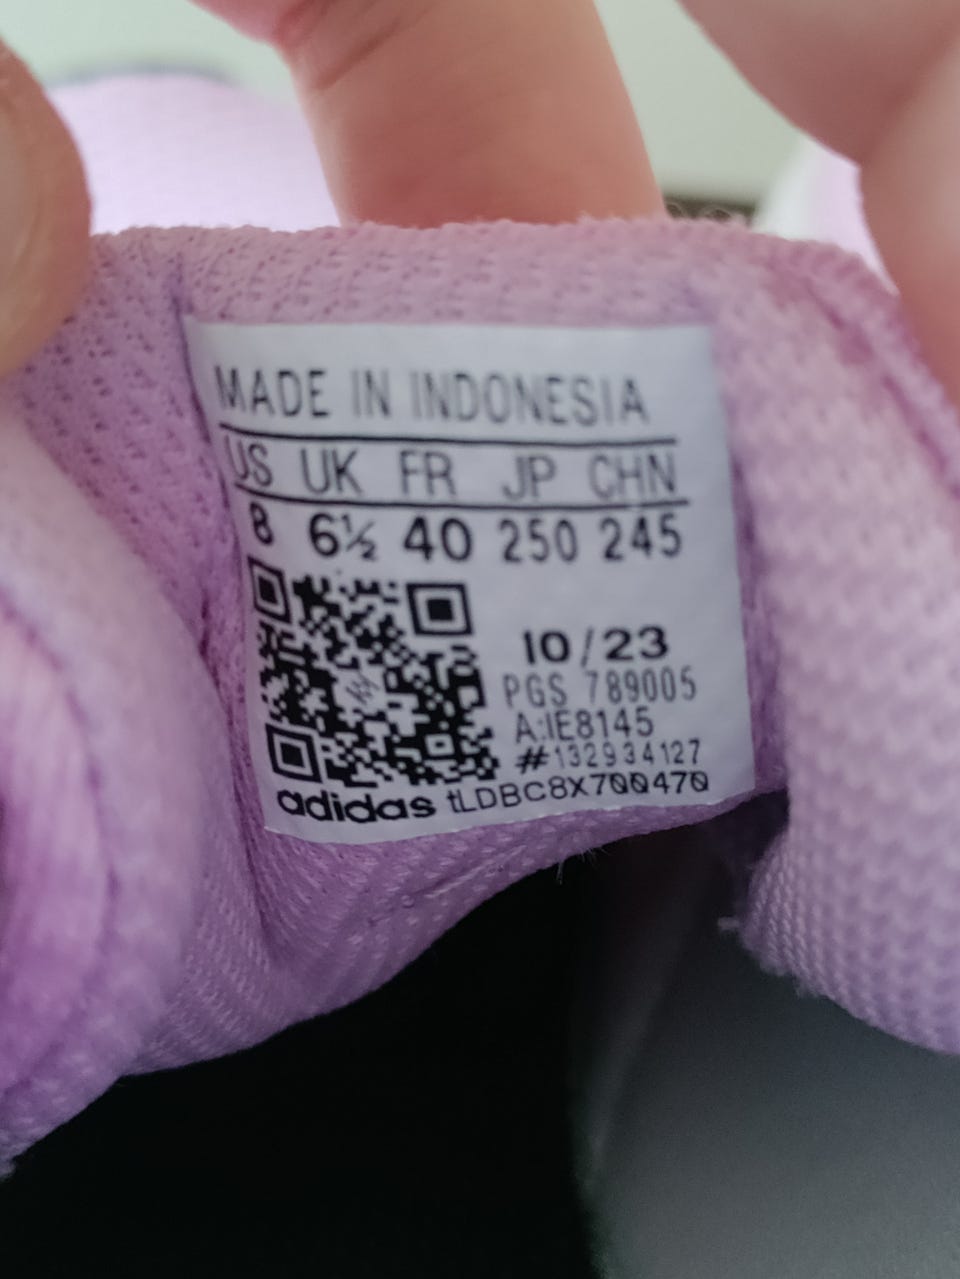 MADE IN INDONESIA
US UK FR JP CHN
8 6½ 40 250 245
10/23
PGS 789005
A:IE8145
#132934127
adidas tLDBC8X700470